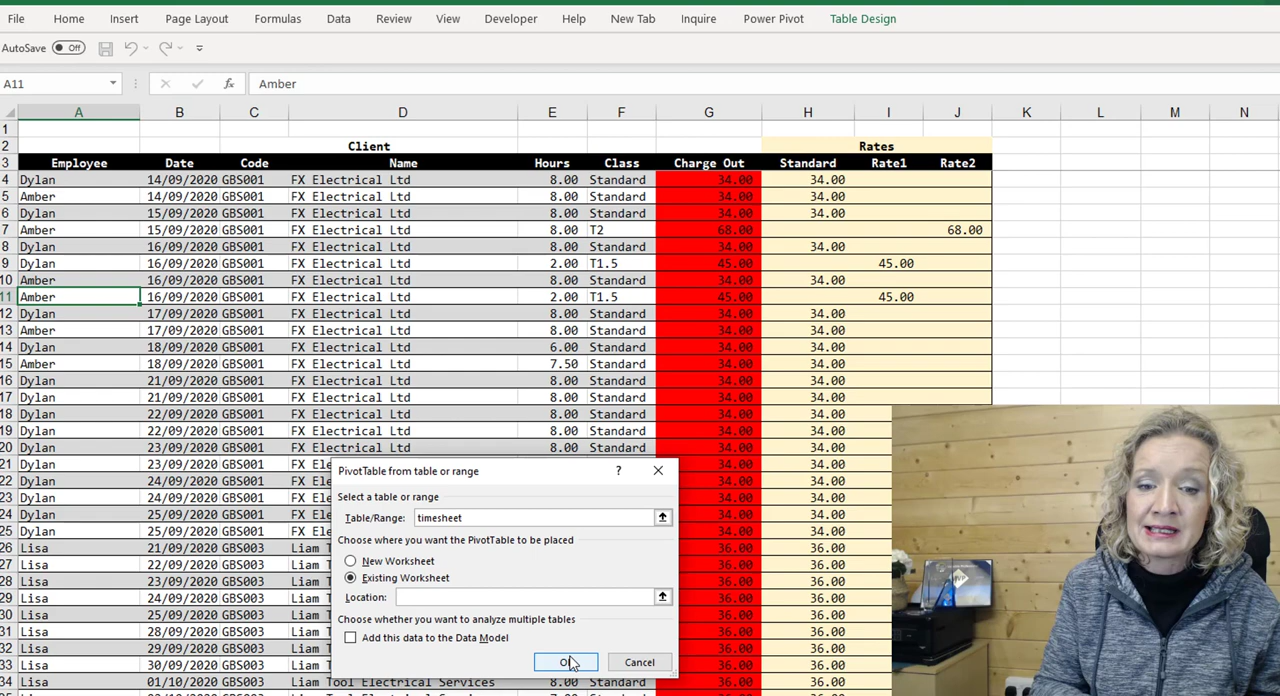 File Home Insert Page Layout Formulas Data Review View Developer Help New Tab Inquire Power Pivot Table Design
AutoSave Off
A11 fx Amber
A B C D E F G H I J K L M N
1
2 Client Rates
3 Employee Date Code Name Hours Class Charge Out Standard Rate1 Rate2
4 Dylan 14/09/2020 GBS001 FX Electrical Ltd 8.00 Standard 34.00 34.00
5 Amber 14/09/2020 GBS001 FX Electrical Ltd 8.00 Standard 34.00 34.00
6 Dylan 15/09/2020 GBS001 FX Electrical Ltd 8.00 Standard 34.00 34.00
7 Amber 15/09/2020 GBS001 FX Electrical Ltd 8.00 T2 68.00 68.00
8 Dylan 16/09/2020 GBS001 FX Electrical Ltd 8.00 Standard 34.00 34.00
9 Dylan 16/09/2020 GBS001 FX Electrical Ltd 2.00 T1.5 45.00 45.00
10 Amber 16/09/2020 GBS001 FX Electrical Ltd 8.00 Standard 34.00 34.00
11 Amber 16/09/2020 GBS001 FX Electrical Ltd 2.00 T1.5 45.00 45.00
12 Dylan 17/09/2020 GBS001 FX Electrical Ltd 8.00 Standard 34.00 34.00
13 Amber 17/09/2020 GBS001 FX Electrical Ltd 8.00 Standard 34.00 34.00
14 Dylan 18/09/2020 GBS001 FX Electrical Ltd 6.00 Standard 34.00 34.00
15 Amber 18/09/2020 GBS001 FX Electrical Ltd 7.50 Standard 34.00 34.00
16 Dylan 21/09/2020 GBS001 FX Electrical Ltd 8.00 Standard 34.00 34.00
17 Dylan 21/09/2020 GBS001 FX Electrical Ltd 8.00 Standard 34.00 34.00
18 Dylan 22/09/2020 GBS001 FX Electrical Ltd 8.00 Standard 34.00 34.00
19 Dylan 22/09/2020 GBS001 FX Electrical Ltd 8.00 Standard 34.00 34.00
20 Dylan 23/09/2020 GBS001 FX Electrical Ltd 8.00 Standard 34.00 34.00
21 Dylan 23/09/2020 GBS001 FX Ele 34.00 34.00
22 Dylan 24/09/2020 GBS001 FX Ele 34.00 34.00
23 Dylan 24/09/2020 GBS001 FX Ele 34.00 34.00
24 Dylan 25/09/2020 GBS001 FX Ele 34.00 34.00
25 Dylan 25/09/2020 GBS001 FX Ele 34.00 34.00
26 Lisa 21/09/2020 GBS003 Liam T 36.00 36.00
27 Lisa 22/09/2020 GBS003 Liam T 36.00 36.00
28 Lisa 23/09/2020 GBS003 Liam T 36.00 36.00
29 Lisa 24/09/2020 GBS003 Liam T 36.00 36.00
30 Lisa 25/09/2020 GBS003 Liam T 36.00 36.00
31 Lisa 28/09/2020 GBS003 Liam T 36.00 36.00
32 Lisa 29/09/2020 GBS003 Liam T 36.00 36.00
33 Lisa 30/09/2020 GBS003 Liam T 36.00 36.00
34 Lisa 01/10/2020 GBS003 Liam Tool Electrical Services 8.00 Standard 36.00 36.00
PivotTable from table or range ?
Select a table or range
Table/Range: timesheet
Choose where you want the PivotTable to be placed
New Worksheet
Existing Worksheet
Location:
Choose whether you want to analyze multiple tables
Add this data to the Data Model
OK Cancel
MVP